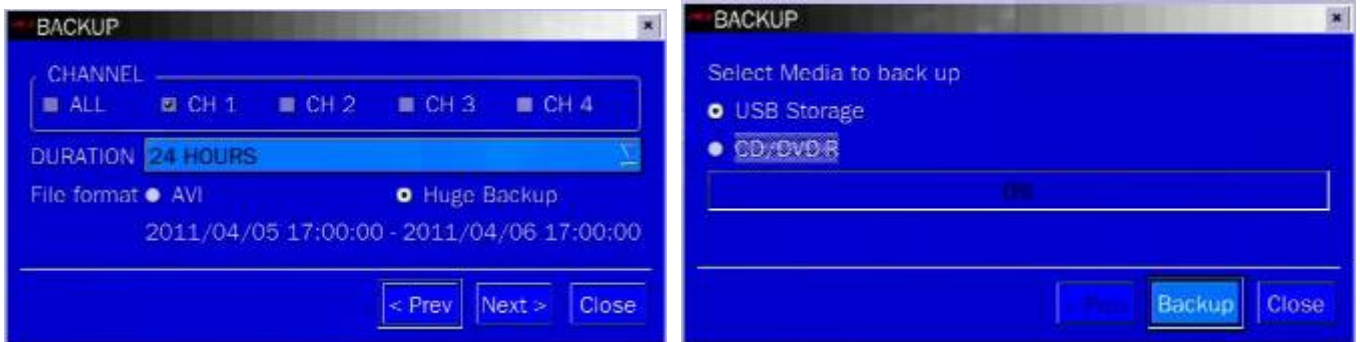 BACKUP
CHANNEL
ALL CH 1 CH 2 CH 3 CH 4
DURATION 24 HOURS
File format AVI Huge Backup
2011/04/05 17:00:00 - 2011/04/06 17:00:00
< Prev Next > Close
BACKUP
Select Media to back up
USB Storage
CD/DVD R
0%
< Prev Backup Close